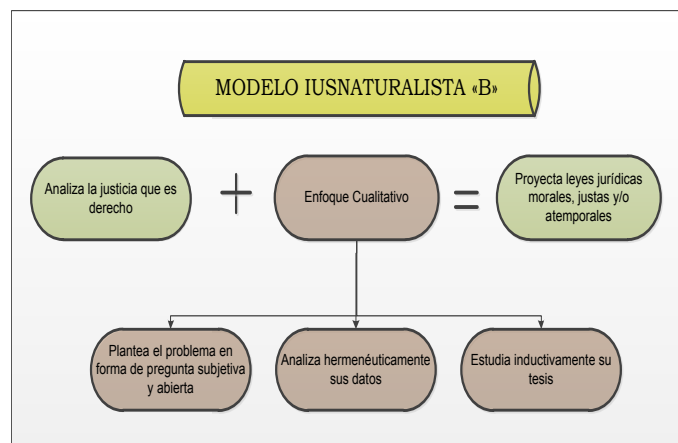 MODELO IUSNATURALISTA «B»
Analiza la justicia que es
derecho
+
Enfoque Cualitativo
=
Proyecta leyes jurídicas
morales, justas y/o
atemporales
Plantea el problema en
forma de pregunta subjetiva
y abierta
Analiza hermenéuticamente
sus datos
Estudia inductivamente su
tesis